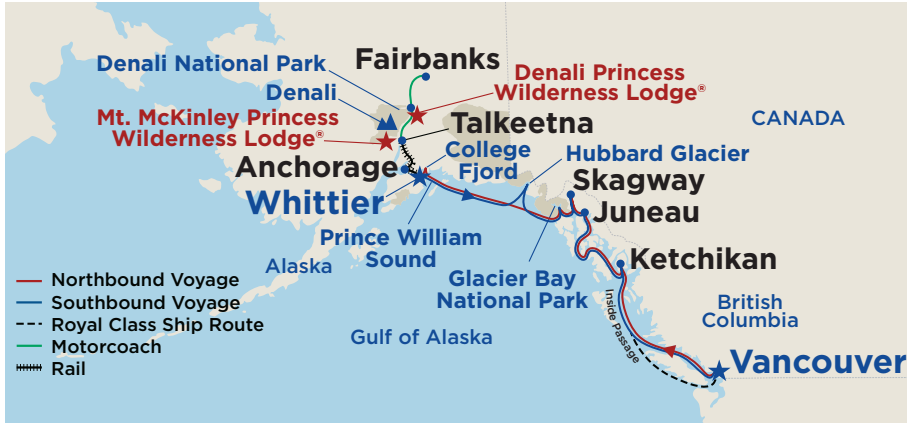 Fairbanks
Denali National Park
Denali
Denali Princess
Wilderness Lodge®
Mt. McKinley Princess
Wilderness Lodge®
CANADA
Talkeetna
College
Fjord
Hubbard Glacier
Anchorage
Skagway
Whittier
Juneau
Prince William
Sound
Alaska
Glacier Bay
National Park
Ketchikan
Northbound Voyage
Southbound Voyage
Royal Class Ship Route
Motorcoach
Rail
Inside Passage
British
Columbia
Gulf of Alaska
Vancouver